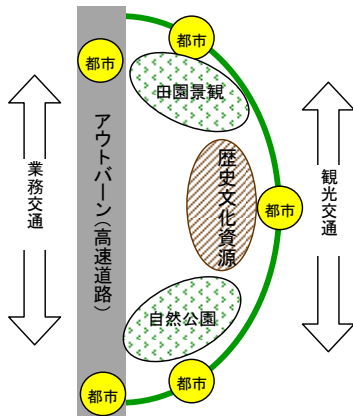 都市
都市
田園景観
業務交通
アウトバーン(高速道路)
歴史文化資源
都市
観光交通
自然公園
都市
都市